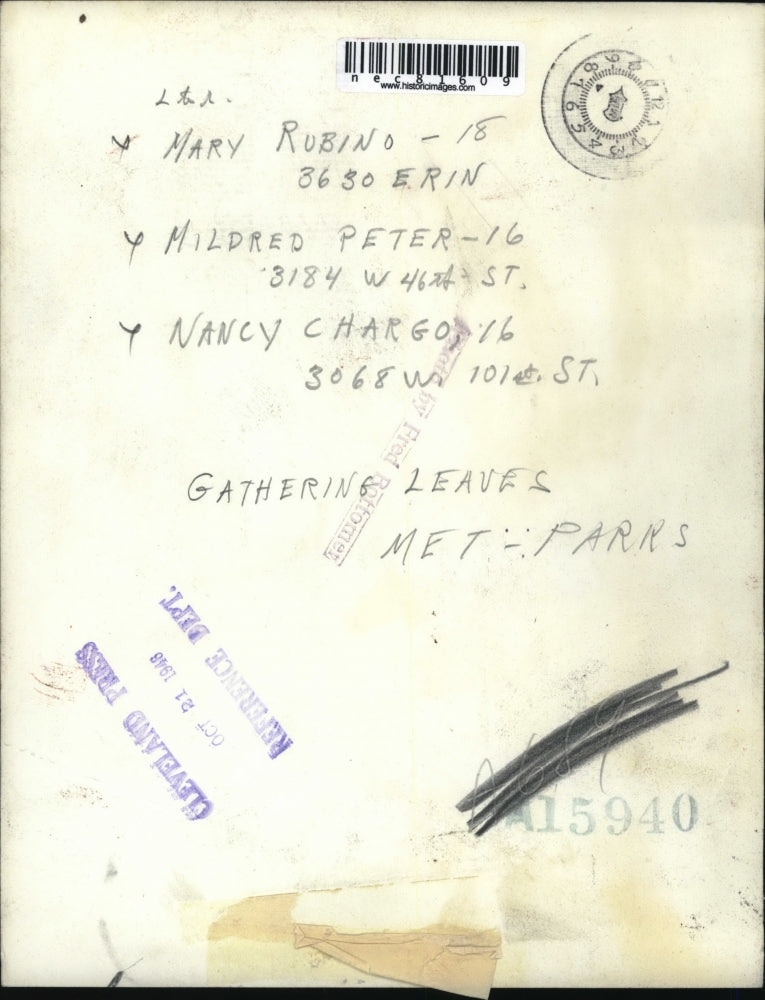 nec81609
www.historicimages.com
L to R.
MARY RUBINO - 18
3630 ERIN
MILDRED PETER - 16
3184 W 46th ST.
NANCY CHARGO, 16
3068 W. 101st. ST.
by Fred Bottomer
GATHERING LEAVES
MET - PARKS
CLEVELAND PRESS
OCT 21 1948
REFERENCE DEPT.
A15940